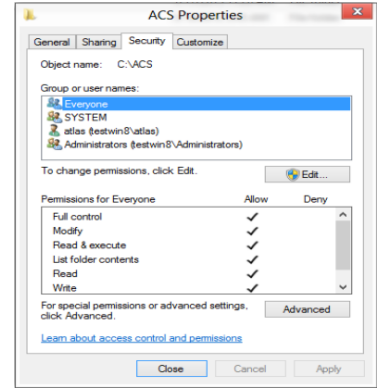 ACS Properties
General Sharing Security Customize
Object name: C:\ACS
Group or user names:
Everyone
SYSTEM
atlas (testwin8\atlas)
Administrators (testwin8\Administrators)
To change permissions, click Edit.
Edit...
Permissions for Everyone Allow Deny
Full control
Modify
Read & execute
List folder contents
Read
Write
For special permissions or advanced settings,
click Advanced.
Advanced
Learn about access control and permissions
Close Cancel Apply